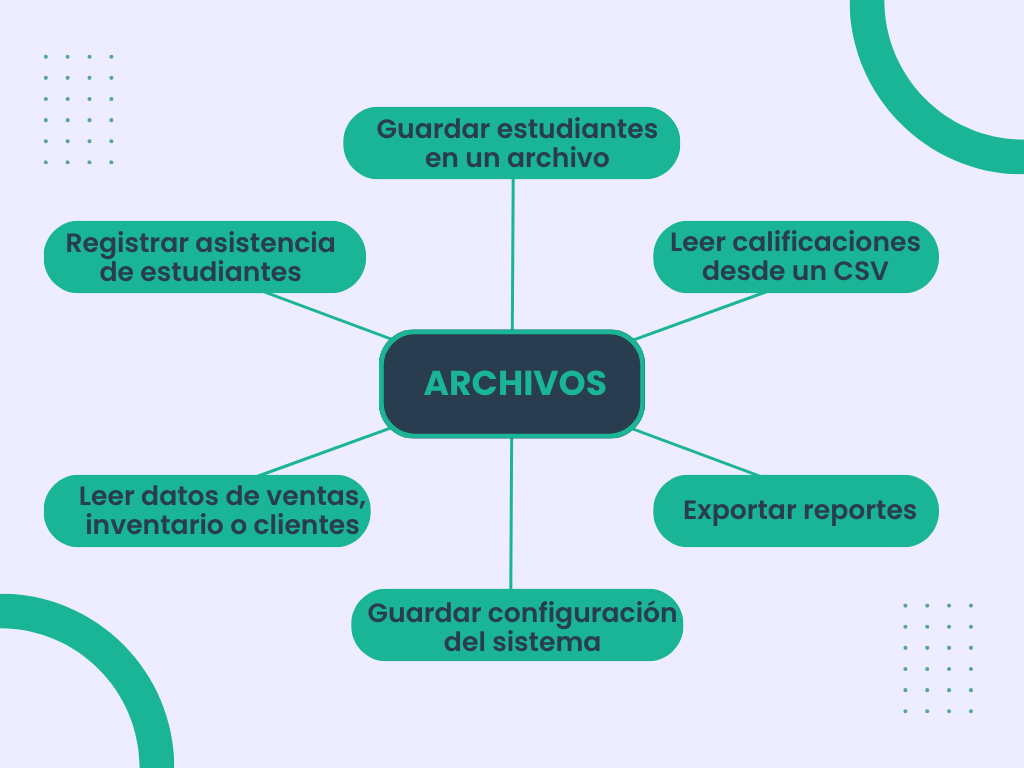 Guardar estudiantes
en un archivo
Registrar asistencia
de estudiantes
Leer calificaciones
desde un CSV
ARCHIVOS
Leer datos de ventas,
inventario o clientes
Exportar reportes
Guardar configuración
del sistema